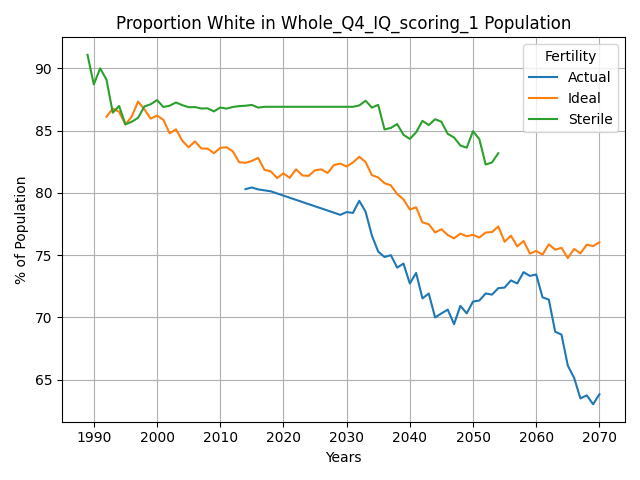 Proportion White in Whole_Q4_IQ_scoring_1 Population
Fertility
Actual
Ideal
Sterile
% of Population
90
85
80
75
70
65
1990
2000
2010
2020
2030
2040
2050
2060
2070
Years